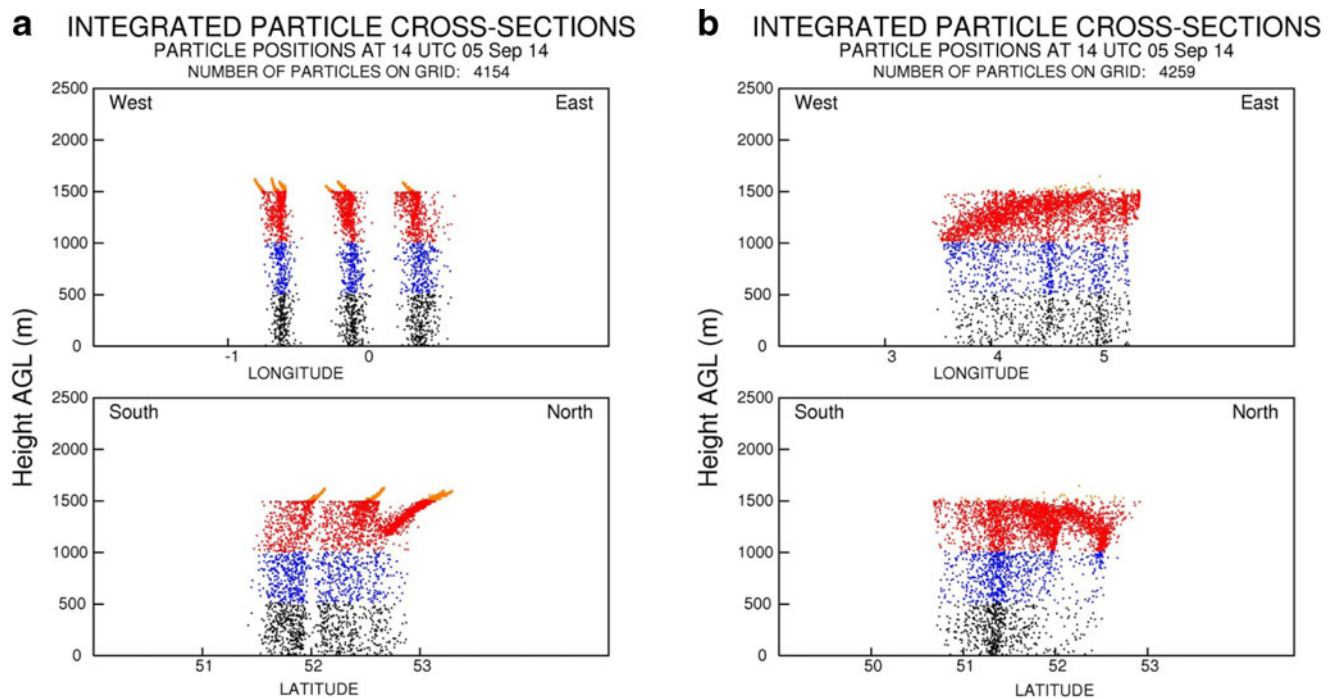 a INTEGRATED PARTICLE CROSS-SECTIONS
PARTICLE POSITIONS AT 14 UTC 05 Sep 14
NUMBER OF PARTICLES ON GRID: 4154
2500
West
East
2000
1500
1000
500
0
-1
0
LONGITUDE
2500
South
North
2000
1500
1000
500
0
51
52
53
LATITUDE
Height AGL (m)
b INTEGRATED PARTICLE CROSS-SECTIONS
PARTICLE POSITIONS AT 14 UTC 05 Sep 14
NUMBER OF PARTICLES ON GRID: 4259
2500
West
East
2000
1500
1000
500
0
3
4
5
LONGITUDE
2500
South
North
2000
1500
1000
500
0
50
51
52
53
LATITUDE
Height AGL (m)